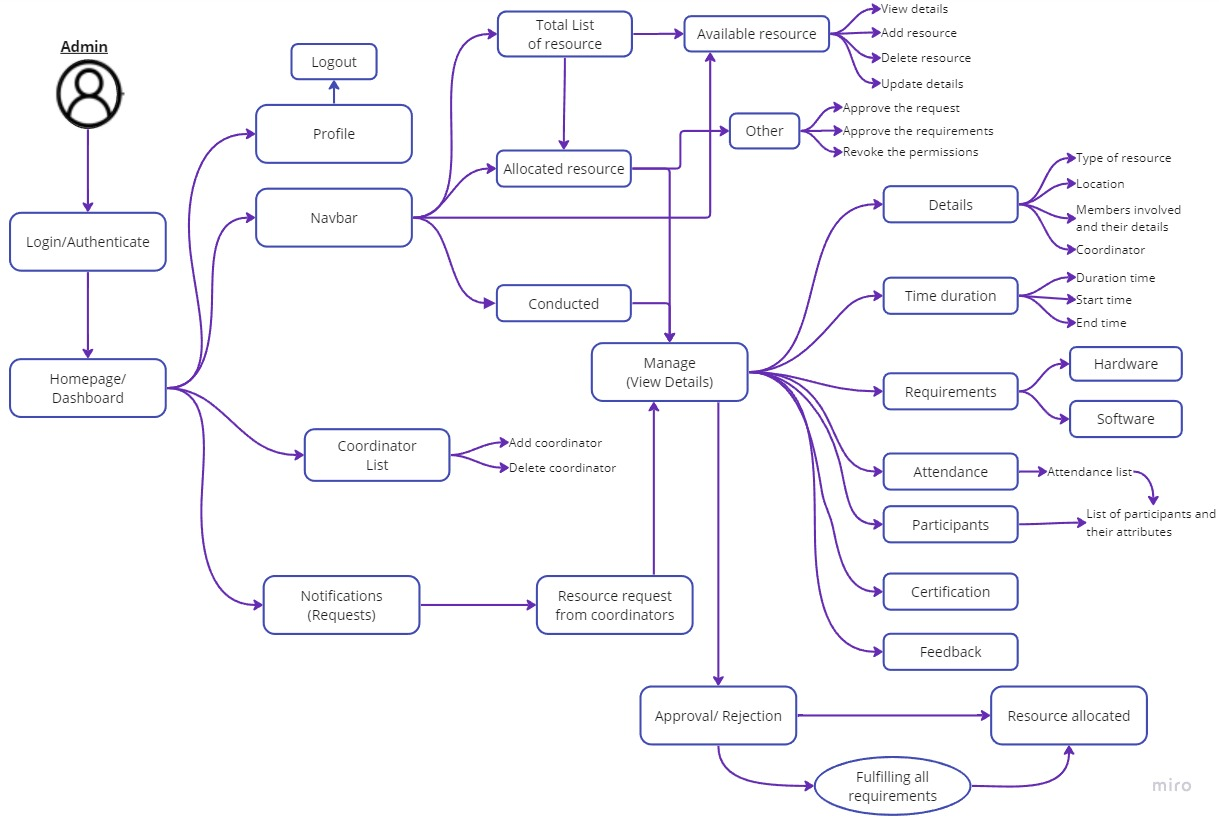 Admin
Login/Authenticate
Homepage/
Dashboard
Logout
Profile
Navbar
Coordinator
List
Add coordinator
Delete coordinator
Notifications
(Requests)
Resource request
from coordinators
Total List
of resource
Allocated resource
Conducted
Available resource
View details
Add resource
Delete resource
Update details
Other
Approve the request
Approve the requirements
Revoke the permissions
Manage
(View Details)
Details
Type of resource
Location
Members involved
and their details
Coordinator
Time duration
Duration time
Start time
End time
Requirements
Hardware
Software
Attendance
Attendance list
Participants
List of participants and
their attributes
Certification
Feedback
Approval/ Rejection
Resource allocated
Fulfilling all
requirements
miro